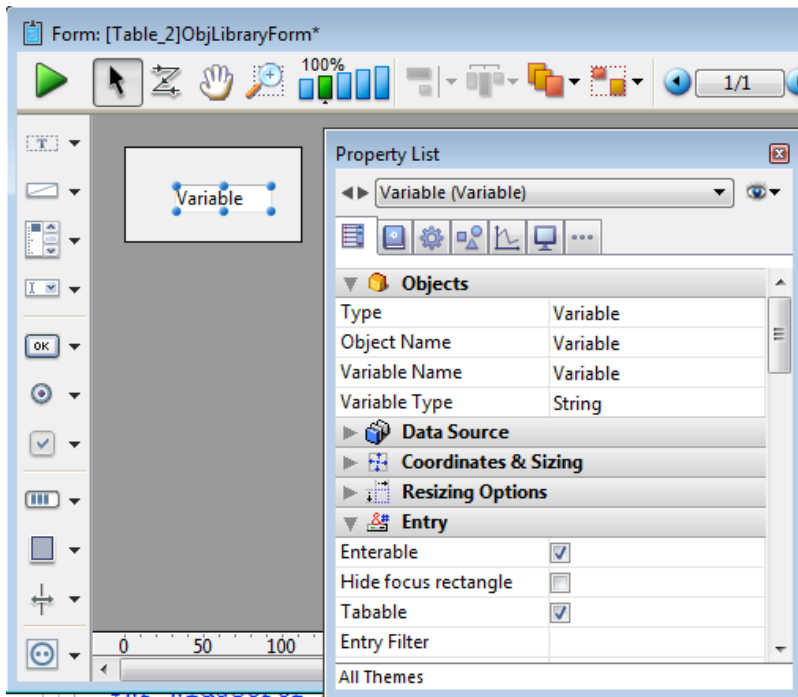 Form: [Table_2]ObjLibraryForm*
100%
1/1
T
Variable
OK
0 50 100
Property List
Variable (Variable)
Objects
Type Variable
Object Name Variable
Variable Name Variable
Variable Type String
Data Source
Coordinates & Sizing
Resizing Options
Entry
Enterable
Hide focus rectangle
Tabable
Entry Filter
All Themes